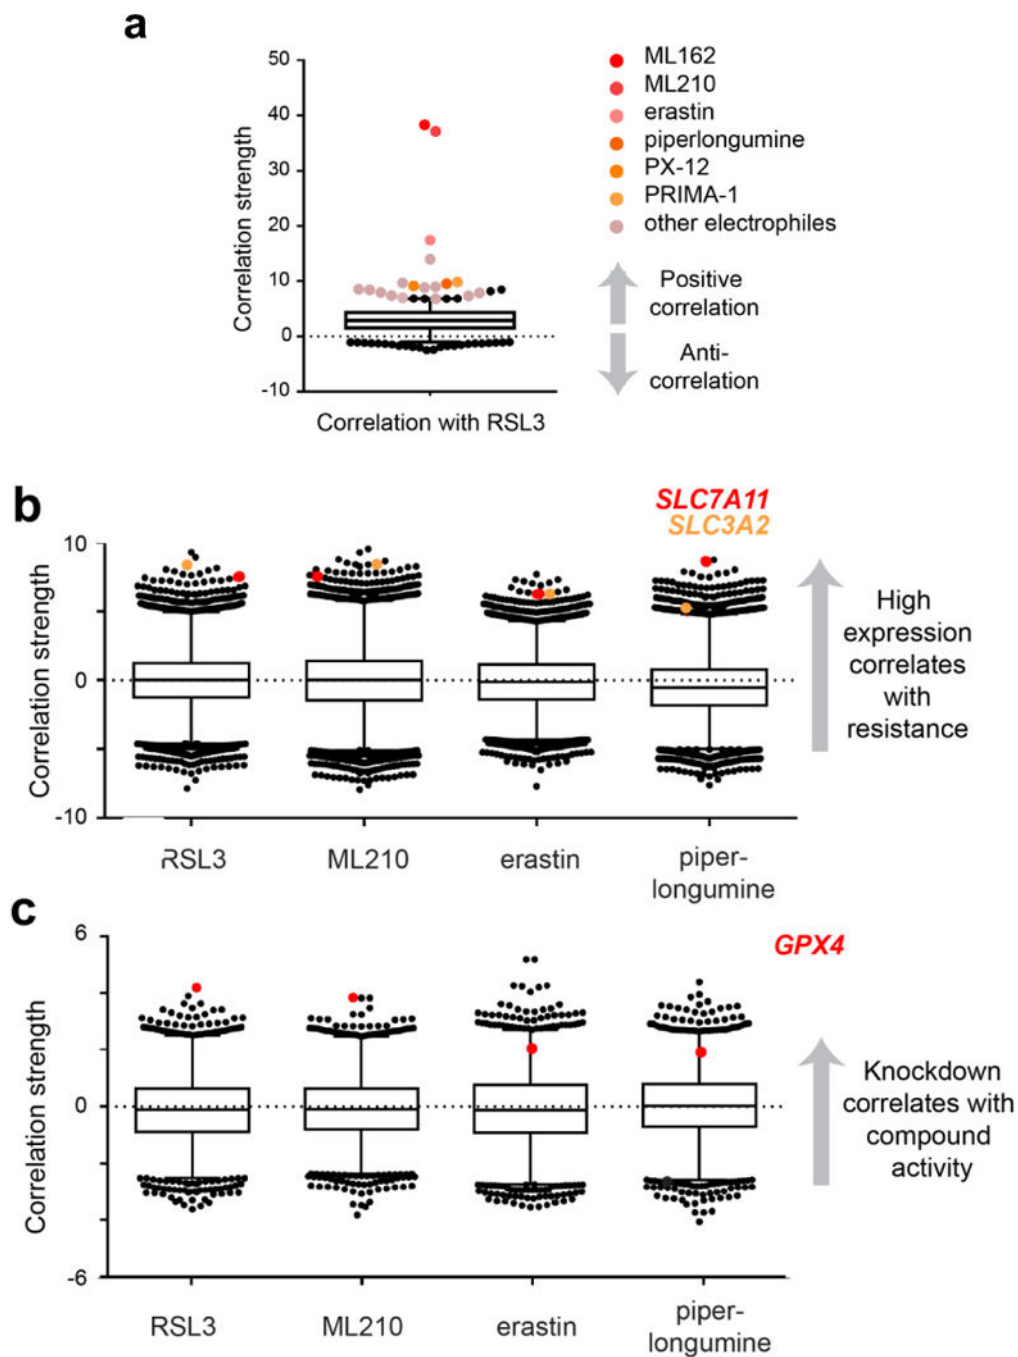 a
50
40
30
20
10
0
-10
Correlation strength
Correlation with RSL3
ML162
ML210
erastin
piperlongumine
PX-12
PRIMA-1
other electrophiles
Positive
correlation
Anti-
correlation
b
SLC7A11
SLC3A2
10
0
-10
Correlation strength
RSL3
ML210
erastin
piper-
longumine
High
expression
correlates
with
resistance
c
GPX4
6
0
-6
Correlation strength
RSL3
ML210
erastin
piper-
longumine
Knockdown
correlates with
compound
activity